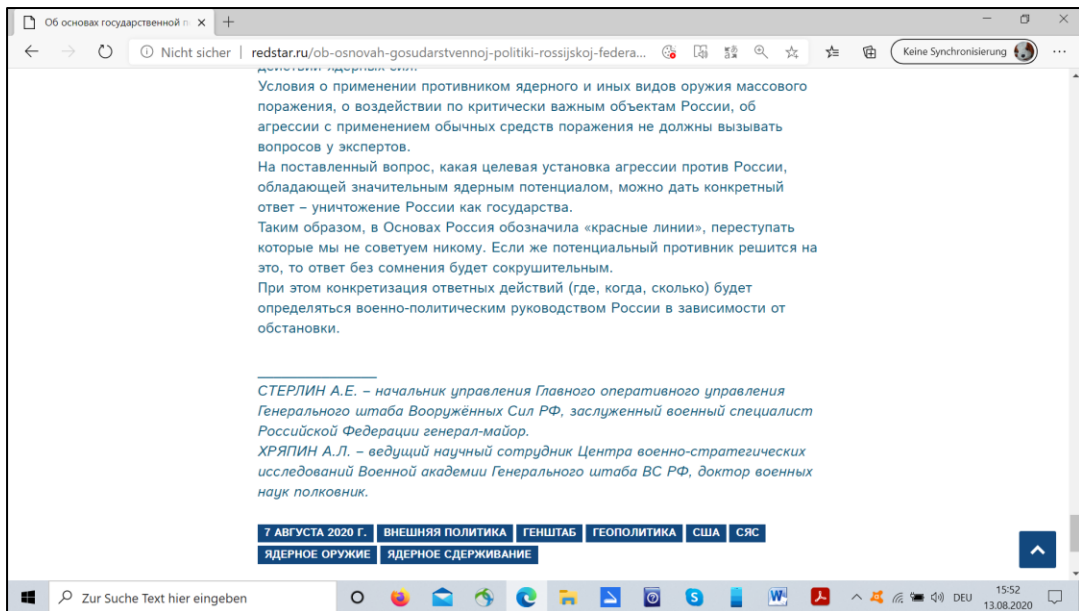 Об основах государственной п
Nicht sicher | redstar.ru/ob-osnovah-gosudarstvennoj-politiki-rossijskoj-federa...
Keine Synchronisierung
действий ядерных сил.
Условия о применении противником ядерного и иных видов оружия массового
поражения, о воздействии по критически важным объектам России, об
агрессии с применением обычных средств поражения не должны вызывать
вопросов у экспертов.
На поставленный вопрос, какая целевая установка агрессии против России,
обладающей значительным ядерным потенциалом, можно дать конкретный
ответ – уничтожение России как государства.
Таким образом, в Основах Россия обозначила «красные линии», переступать
которые мы не советуем никому. Если же потенциальный противник решится на
это, то ответ без сомнения будет сокрушительным.
При этом конкретизация ответных действий (где, когда, сколько) будет
определяться военно-политическим руководством России в зависимости от
обстановки.
СТЕРЛИН А.Е. – начальник управления Главного оперативного управления
Генерального штаба Вооружённых Сил РФ, заслуженный военный специалист
Российской Федерации генерал-майор.
ХРЯПИН А.Л. – ведущий научный сотрудник Центра военно-стратегических
исследований Военной академии Генерального штаба ВС РФ, доктор военных
наук полковник.
7 АВГУСТА 2020 Г. ВНЕШНЯЯ ПОЛИТИКА ГЕНШТАБ ГЕОПОЛИТИКА США СЯС
ЯДЕРНОЕ ОРУЖИЕ ЯДЕРНОЕ СДЕРЖИВАНИЕ
Zur Suche Text hier eingeben
DEU
15:52
13.08.2020